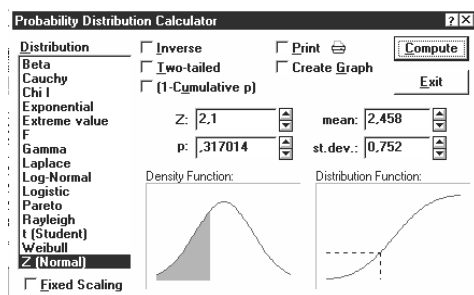 Probability Distribution Calculator ? X
Distribution
Beta
Cauchy
Chi I
Exponential
Extreme value
F
Gamma
Laplace
Log-Normal
Logistic
Pareto
Rayleigh
t (Student)
Weibull
Z (Normal)
Fixed Scaling
Inverse
Two-tailed
(1-Cumulative p)
Print
Create Graph
Compute
Exit
Z: 2,1
p: ,317014
mean: 2,458
st.dev.: 0,752
Density Function:
Distribution Function: